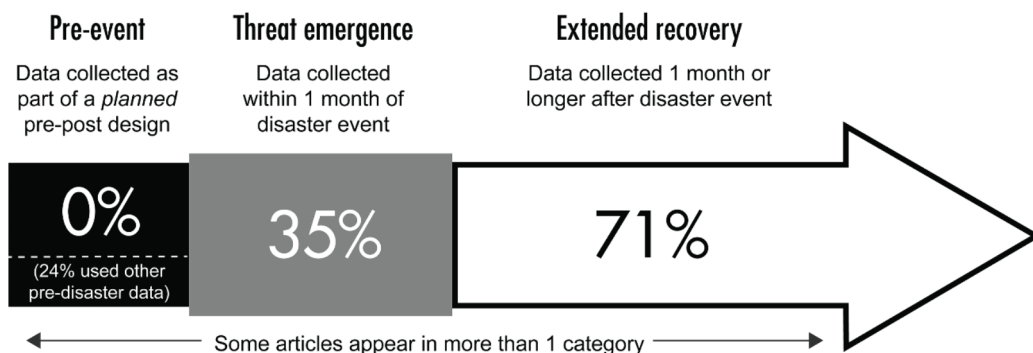 Pre-event
Data collected as
part of a planned
pre-post design
Threat emergence
Data collected
within 1 month of
disaster event
Extended recovery
Data collected 1 month or
longer after disaster event
0%
(24% used other
pre-disaster data)
35%
71%
Some articles appear in more than 1 category